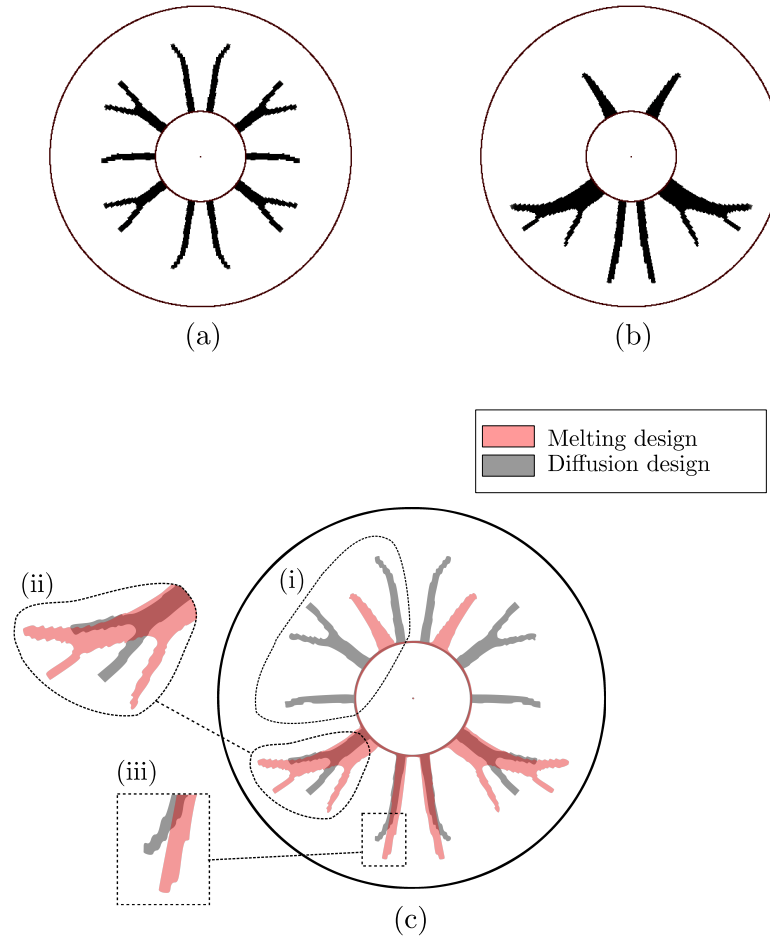 (a)
(b)
Melting design
Diffusion design
(i)
(ii)
(iii)
(c)